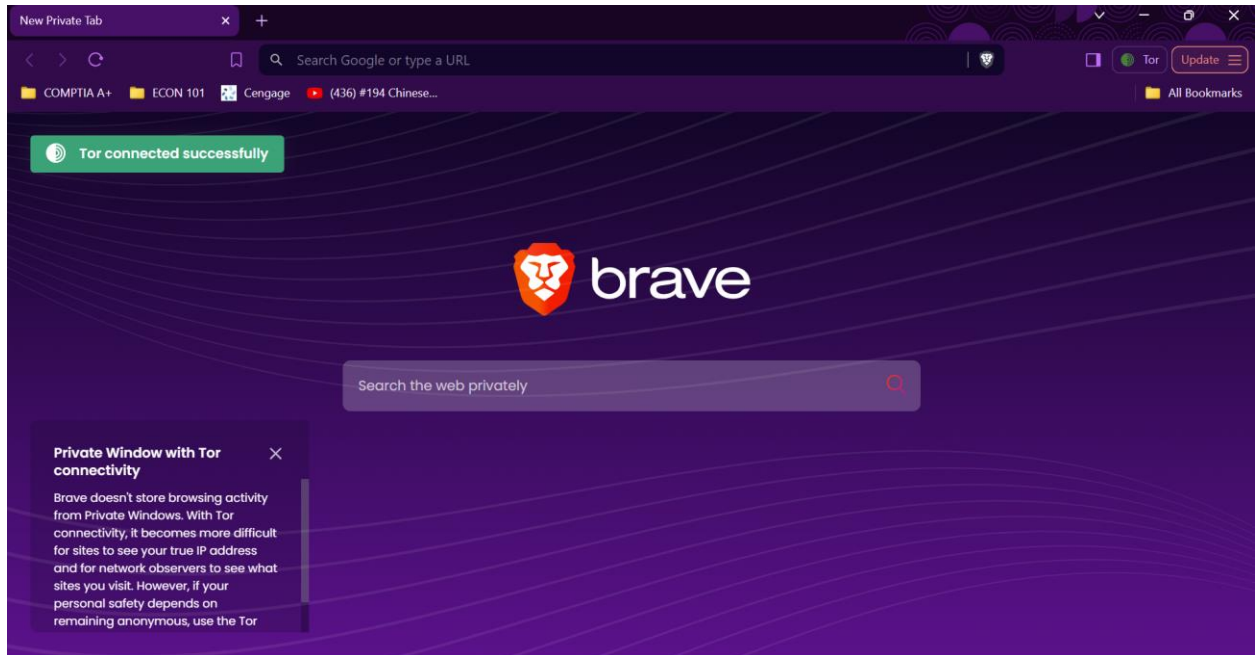 New Private Tab
Search Google or type a URL
Tor
Update
COMPTIA A+
ECON 101
Cengage
(436) #194 Chinese...
All Bookmarks
Tor connected successfully
brave
Search the web privately
Private Window with Tor
connectivity
Brave doesn't store browsing activity
from Private Windows. With Tor
connectivity, it becomes more difficult
for sites to see your true IP address
and for network observers to see what
sites you visit. However, if your
personal safety depends on
remaining anonymous, use the Tor